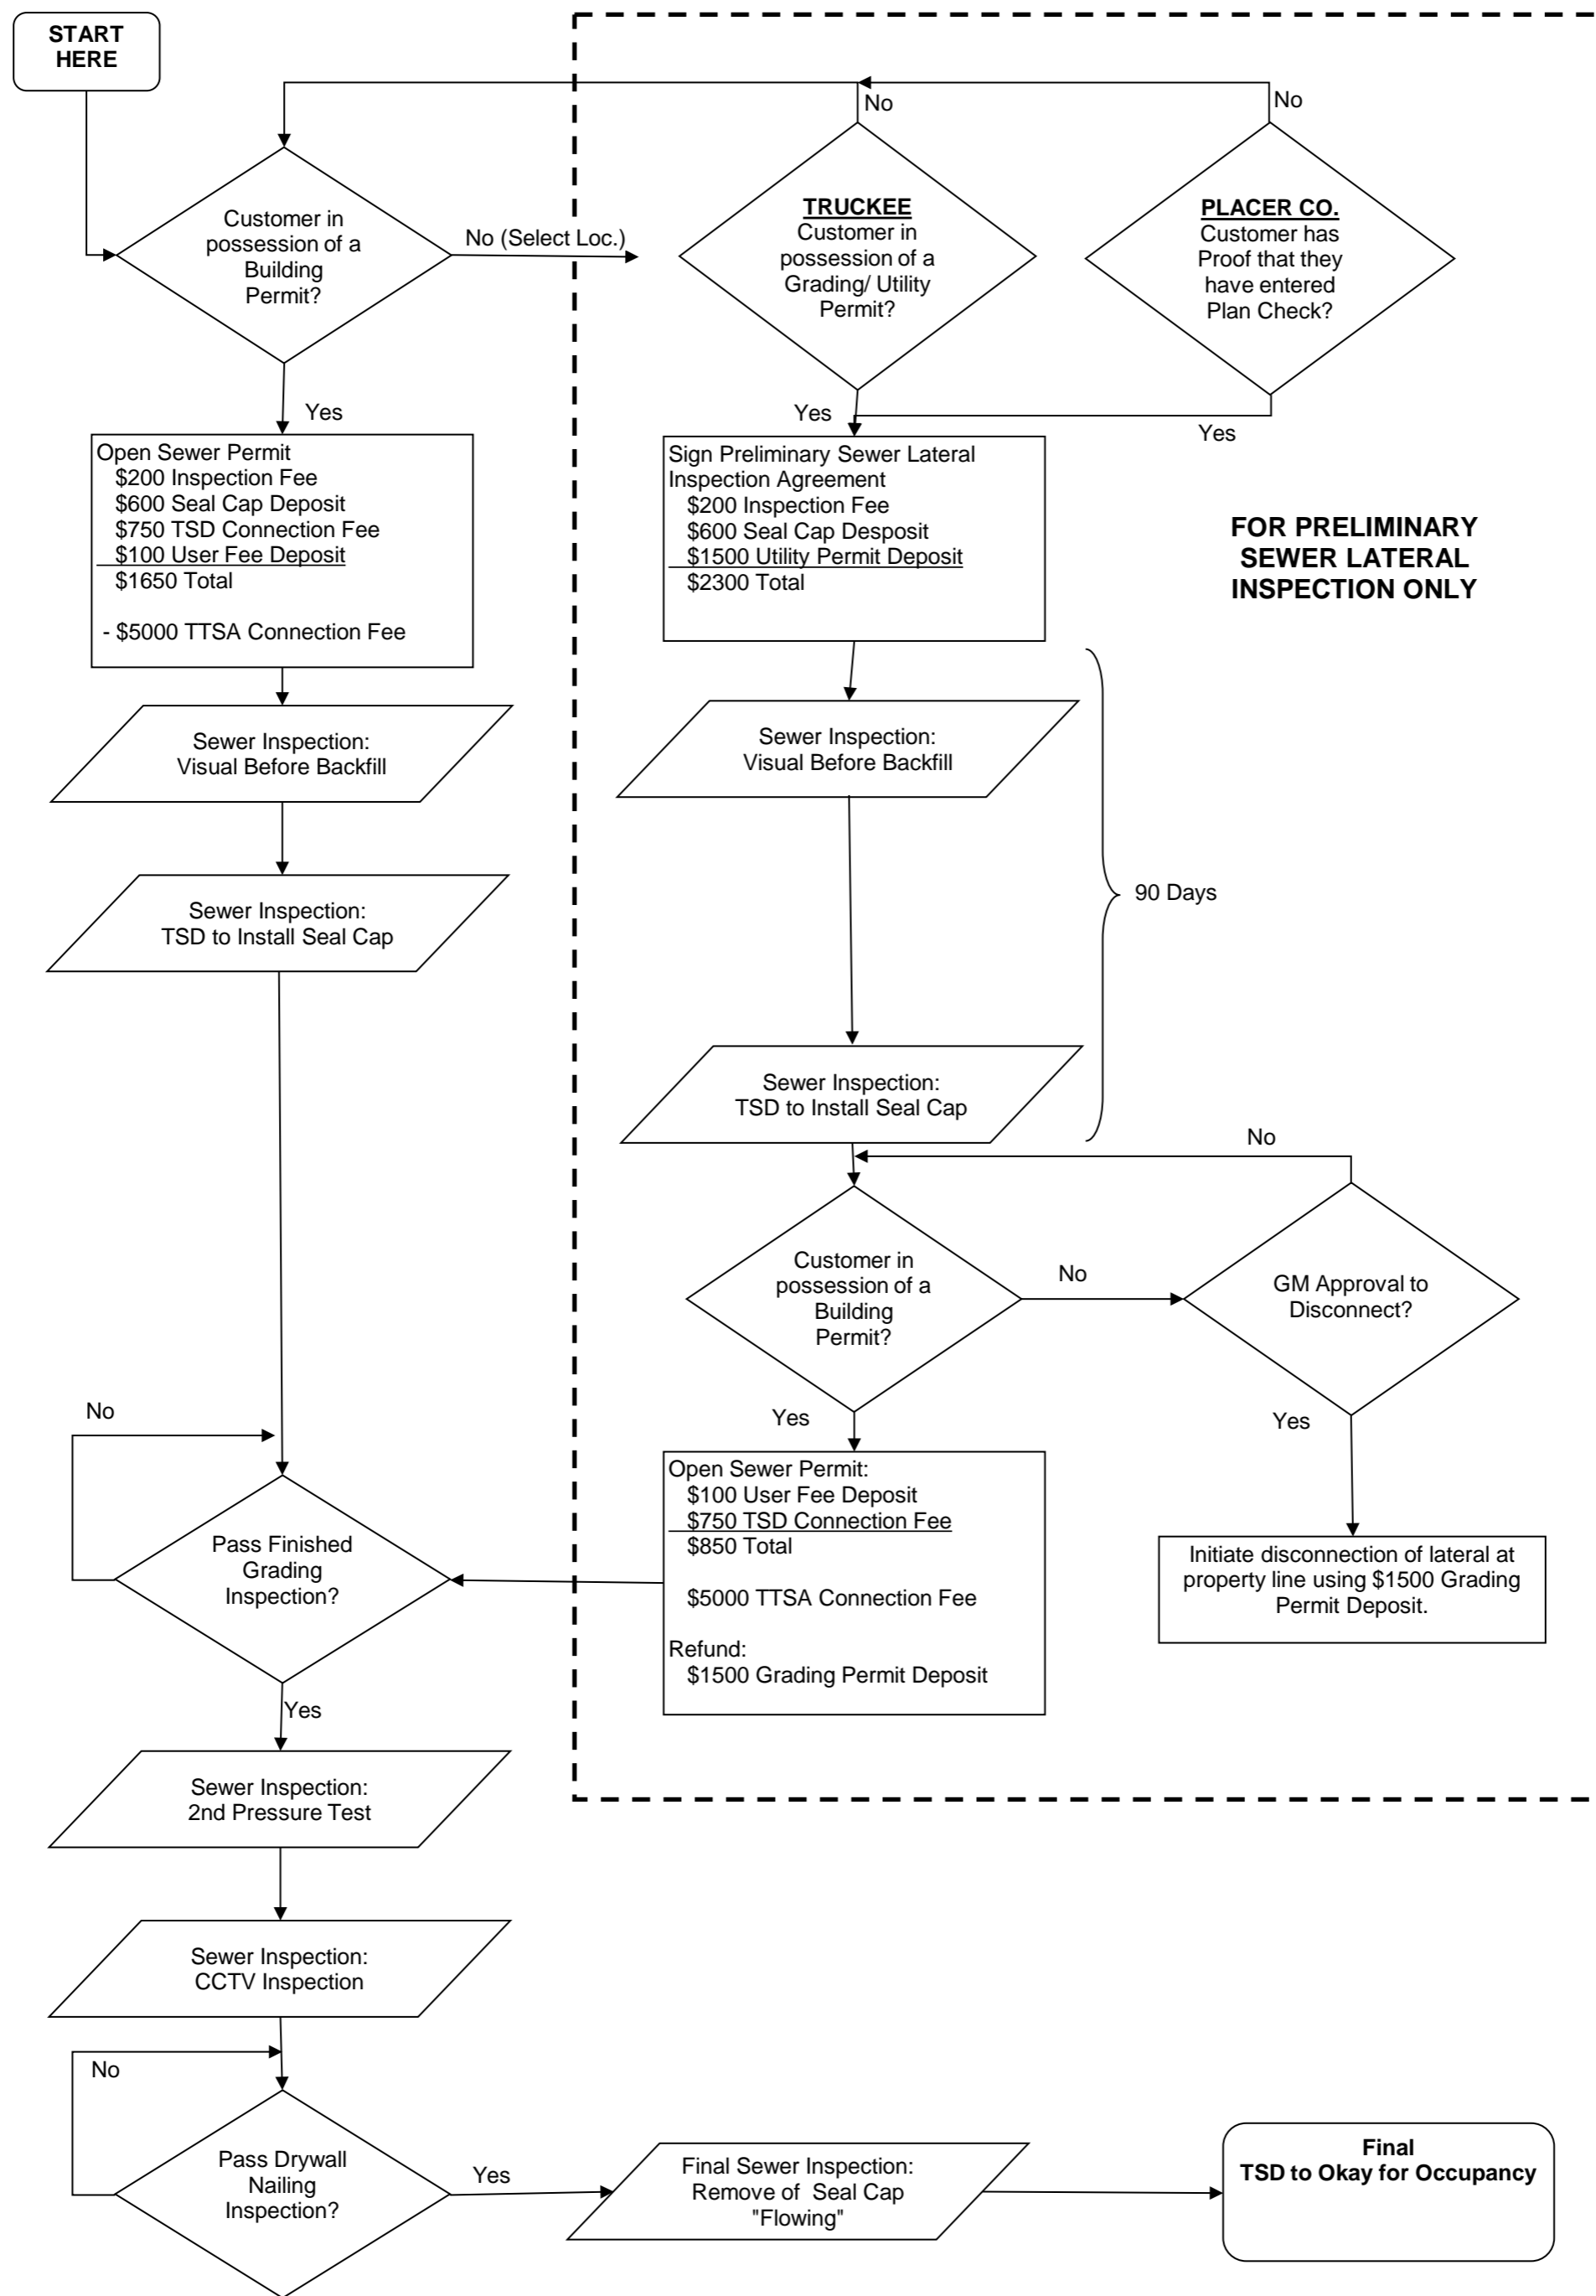 START
HERE
No
No
Customer in
possession of a
Building
Permit?
No (Select Loc.)
TRUCKEE
Customer in
possession of a
Grading/ Utility
Permit?
PLACER CO.
Customer has
Proof that they
have entered
Plan Check?
Yes
Yes
Yes
Open Sewer Permit
$200 Inspection Fee
$600 Seal Cap Deposit
$750 TSD Connection Fee
$100 User Fee Deposit
$1650 Total
- $5000 TTSA Connection Fee
Sign Preliminary Sewer Lateral
Inspection Agreement
$200 Inspection Fee
$600 Seal Cap Desposit
$1500 Utility Permit Deposit
$2300 Total
FOR PRELIMINARY
SEWER LATERAL
INSPECTION ONLY
Sewer Inspection:
Visual Before Backfill
Sewer Inspection:
Visual Before Backfill
90 Days
Sewer Inspection:
TSD to Install Seal Cap
Sewer Inspection:
TSD to Install Seal Cap
No
Customer in
possession of a
Building
Permit?
No
GM Approval to
Disconnect?
Yes
Yes
No
Open Sewer Permit:
$100 User Fee Deposit
$750 TSD Connection Fee
$850 Total
$5000 TTSA Connection Fee
Refund:
$1500 Grading Permit Deposit
Initiate disconnection of lateral at
property line using $1500 Grading
Permit Deposit.
Pass Finished
Grading
Inspection?
Yes
Sewer Inspection:
2nd Pressure Test
Sewer Inspection:
CCTV Inspection
No
Pass Drywall
Nailing
Inspection?
Yes
Final Sewer Inspection:
Remove of Seal Cap
"Flowing"
Final
TSD to Okay for Occupancy